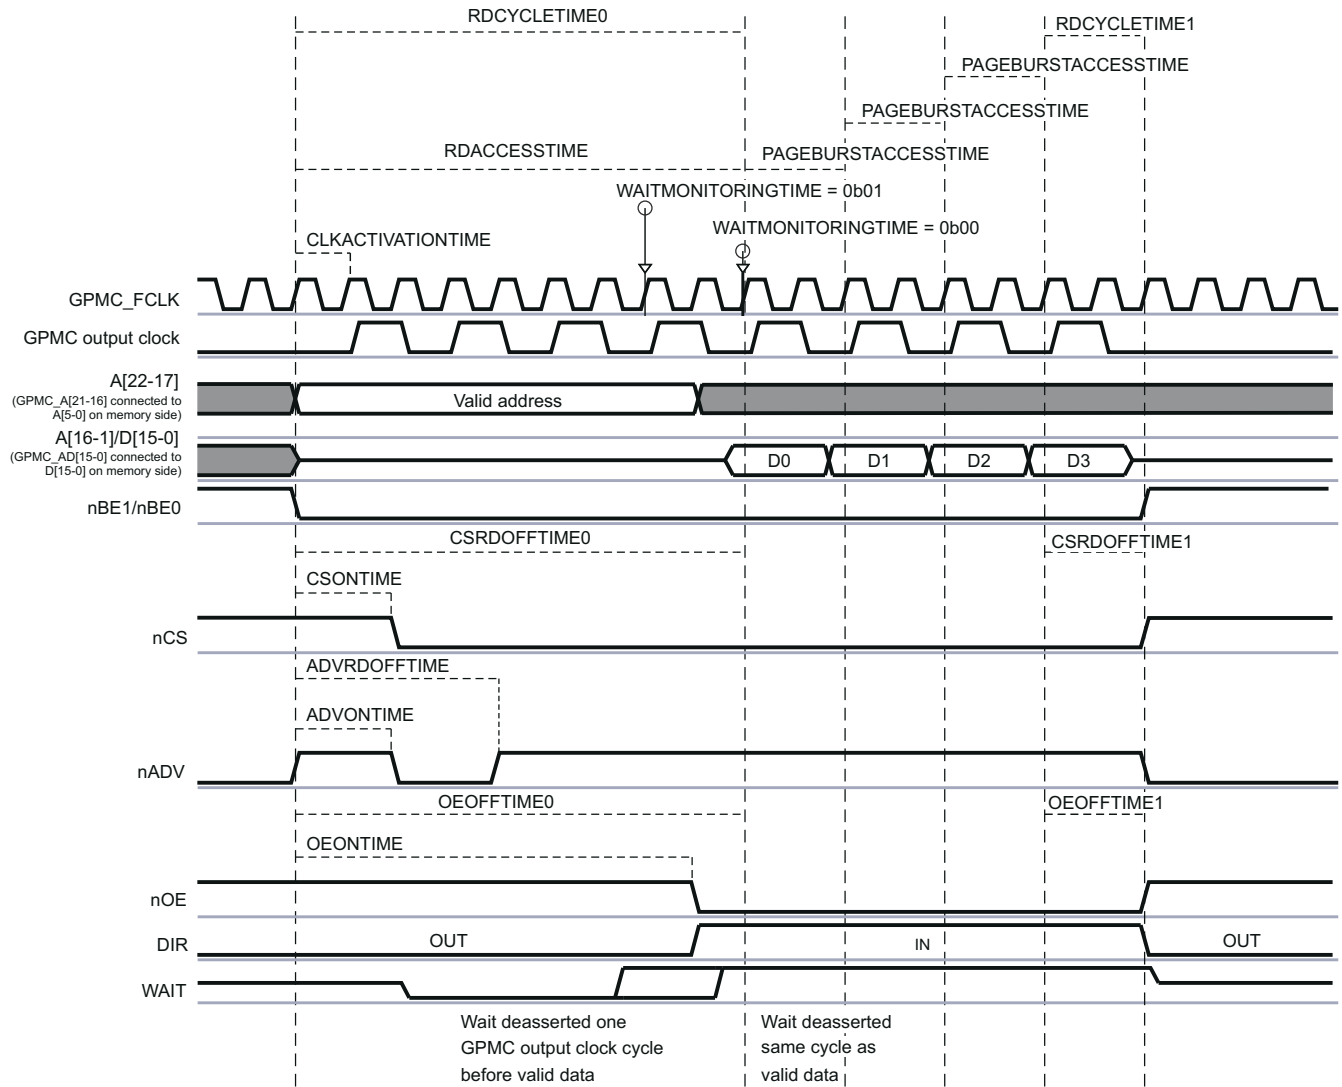 RDCYCLETIME0
RDCYCLETIME1
PAGEBURSTACCESSTIME
PAGEBURSTACCESSTIME
RDACCESSTIME
PAGEBURSTACCESSTIME
WAITMONITORINGTIME = 0b01
WAITMONITORINGTIME = 0b00
CLKACTIVATIONTIME
GPMC_FCLK
GPMC output clock
A[22-17]
(GPMC_A[21-16] connected to
A[5-0] on memory side)
Valid address
A[16-1]/D[15-0]
(GPMC_AD[15-0] connected to
D[15-0] on memory side)
D0
D1
D2
D3
nBE1/nBE0
CSRDOFFTIME0
CSRDOFFTIME1
CSONTIME
nCS
ADVRDOFFTIME
ADVONTIME
nADV
OEOFFTIME0
OEOFFTIME1
OEONTIME
nOE
DIR
OUT
IN
OUT
WAIT
Wait deasserted one
GPMC output clock cycle
before valid data
Wait deasserted
same cycle as
valid data